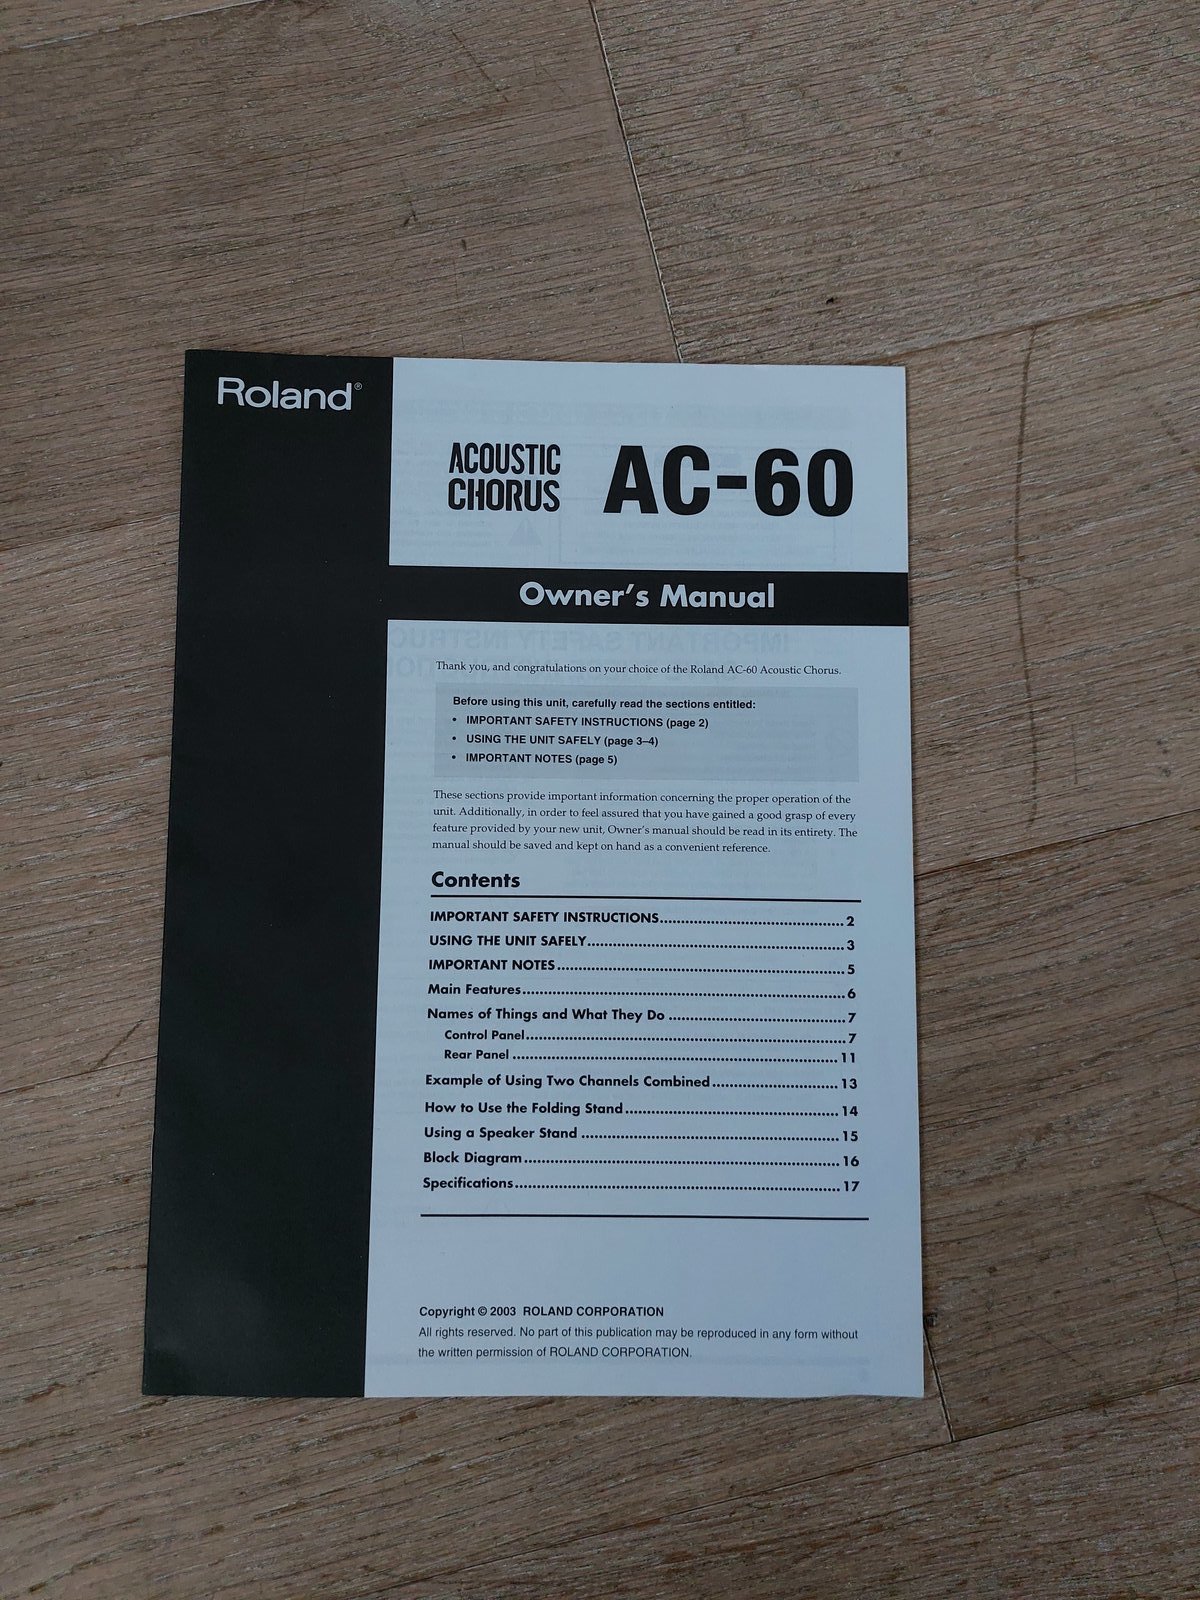 Roland®
ACOUSTIC
CHORUS
AC-60
Owner's Manual
Thank you, and congratulations on your choice of the Roland AC-60 Acoustic Chorus.
Before using this unit, carefully read the sections entitled:
• IMPORTANT SAFETY INSTRUCTIONS (page 2)
• USING THE UNIT SAFELY (page 3–4)
• IMPORTANT NOTES (page 5)
These sections provide important information concerning the proper operation of the
unit. Additionally, in order to feel assured that you have gained a good grasp of every
feature provided by your new unit, Owner's manual should be read in its entirety. The
manual should be saved and kept on hand as a convenient reference.
Contents
IMPORTANT SAFETY INSTRUCTIONS....................2
USING THE UNIT SAFELY....................3
IMPORTANT NOTES....................5
Main Features....................6
Names of Things and What They Do ....................7
Control Panel....................7
Rear Panel ....................11
Example of Using Two Channels Combined....................13
How to Use the Folding Stand....................14
Using a Speaker Stand ....................15
Block Diagram....................16
Specifications....................17
Copyright © 2003 ROLAND CORPORATION
All rights reserved. No part of this publication may be reproduced in any form without
the written permission of ROLAND CORPORATION.